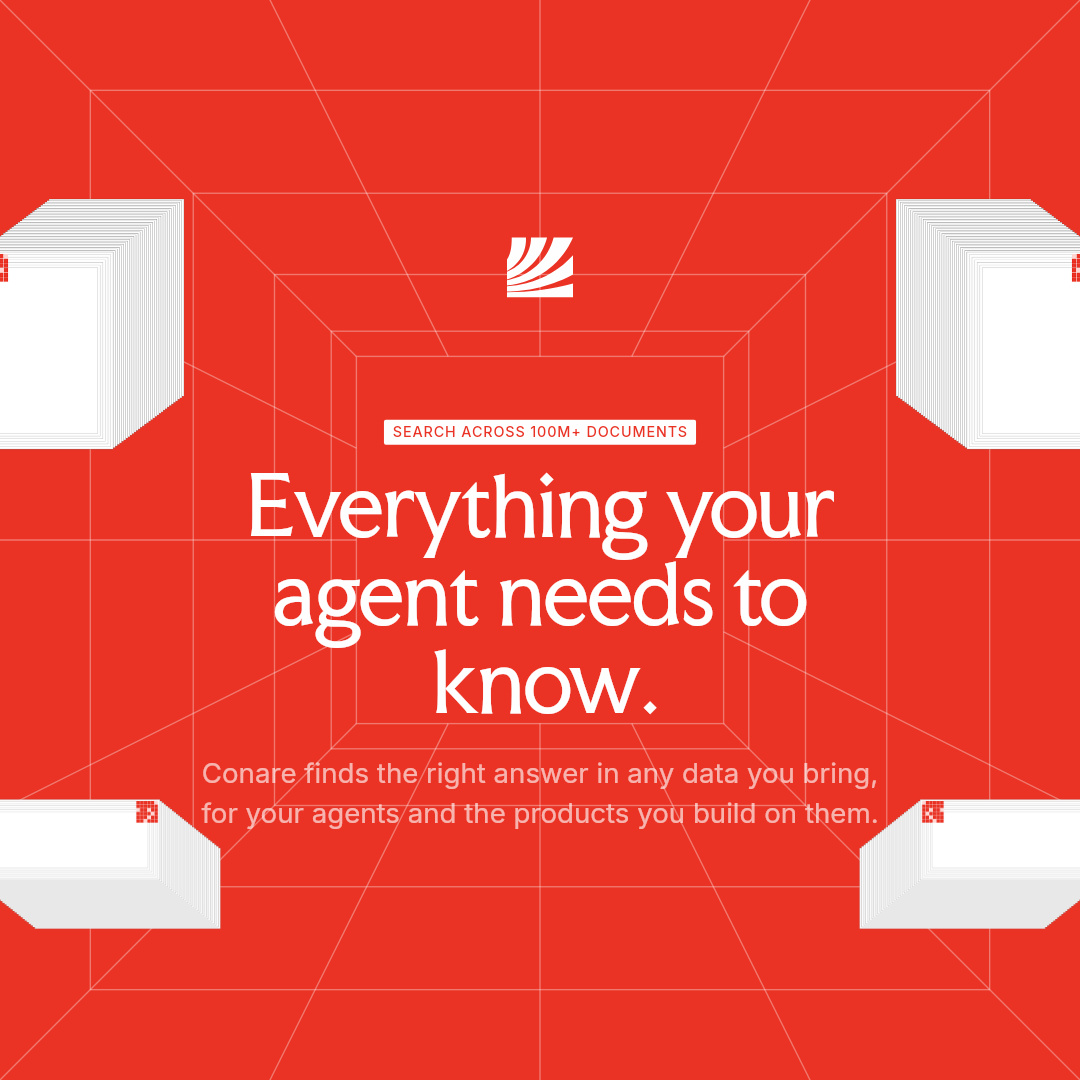 SEARCH ACROSS 100M+ DOCUMENTS
Everything your
agent needs to
know.
Conare finds the right answer in any data you bring,
for your agents and the products you build on them.